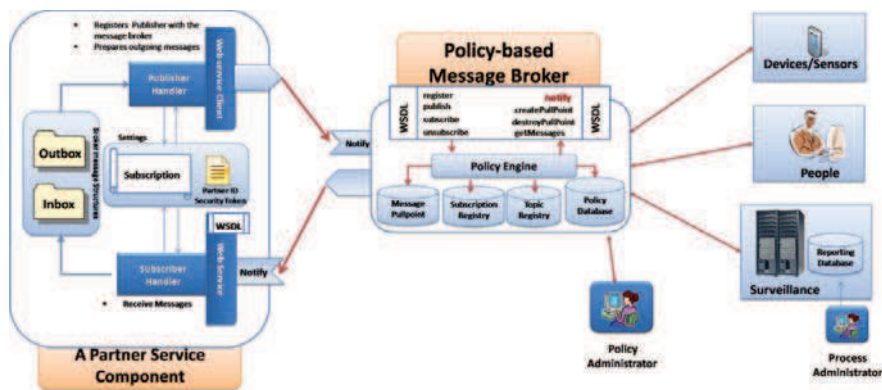 • Registers Publisher with the
message broker
• Prepares outgoing messages
Publisher
Handler
Web service Client
Outbox
Inbox
Broker message Structures
Settings
Subscription
Partner ID
Security Token
WSDL
Subscriber
Handler
Web Service
Notify
• Receive Messages
A Partner Service
Component
Notify
Policy-based
Message Broker
WSDL
register
publish
subscribe
unsubscribe
notify
createPullPoint
destroyPullPoint
getMessages
WSDL
Policy Engine
Message
Pullpoint
Subscription
Registry
Topic
Registry
Policy
Database
Policy
Administrator
Devices/Sensors
People
Reporting
Database
Surveillance
Process
Administrator